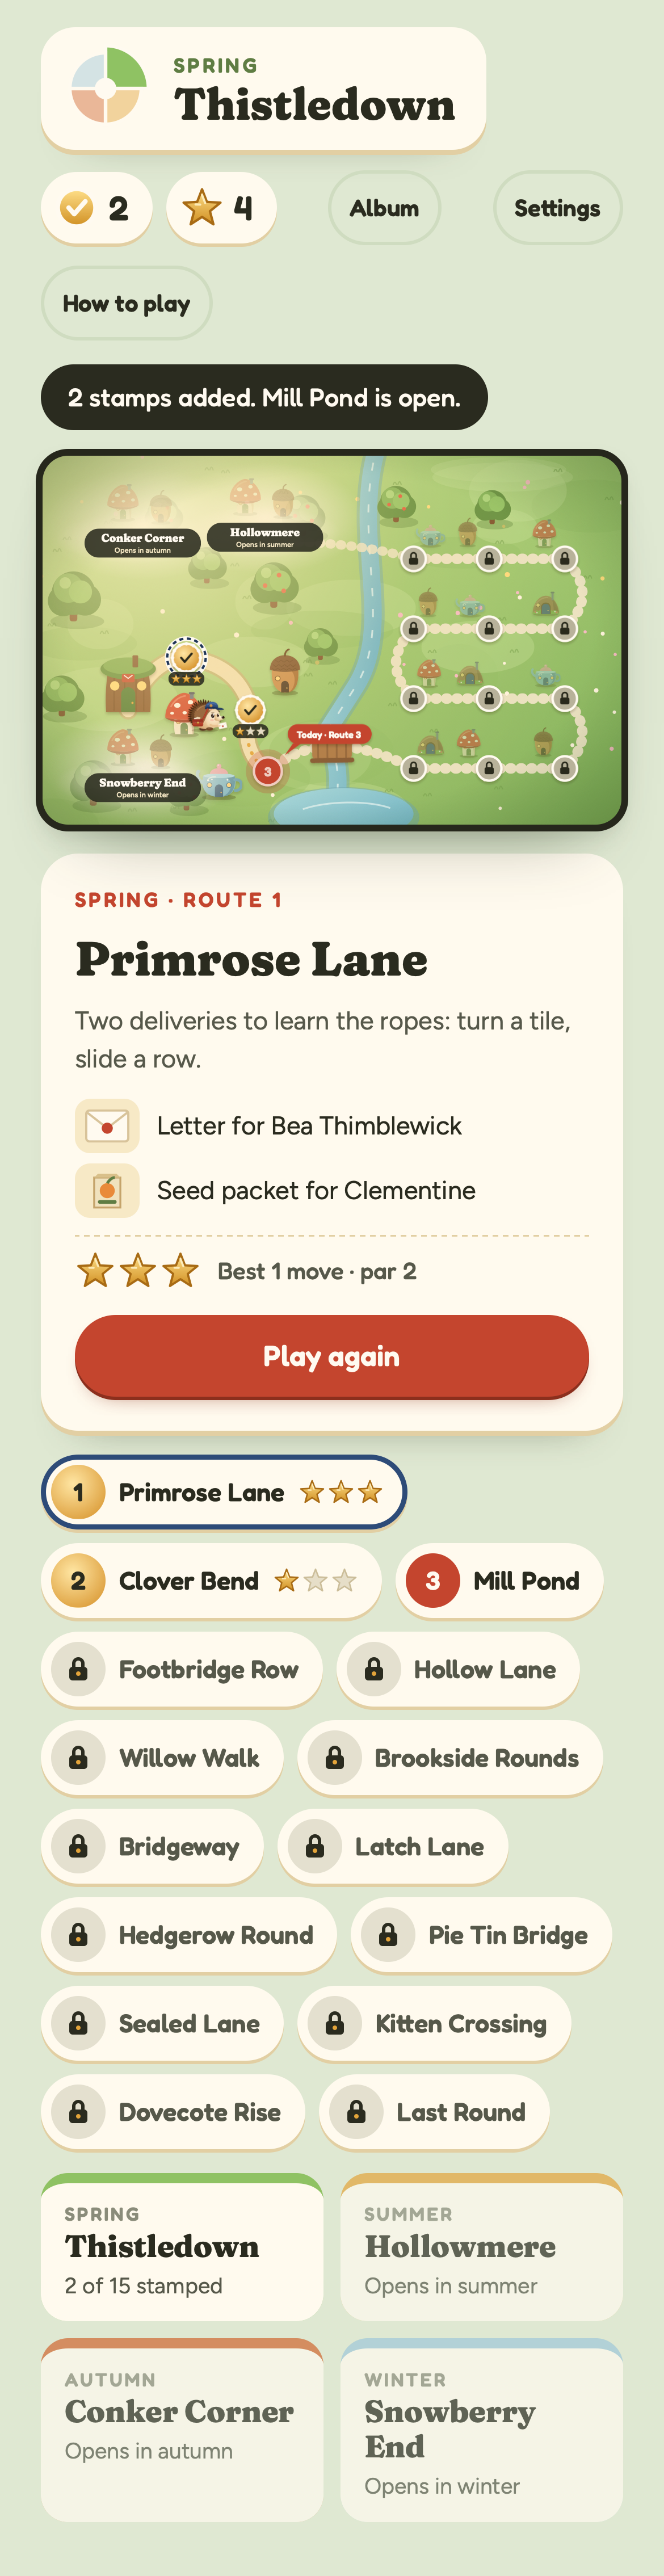 SPRING
Thistledown
2
4
Album
Settings
How to play
2 stamps added. Mill Pond is open.
Conker Corner
Opens in autumn
Hollowmere
Opens in summer
Today · Route 3
3
Snowberry End
Opens in winter
SPRING · ROUTE 1
Primrose Lane
Two deliveries to learn the ropes: turn a tile,
slide a row.
Letter for Bea Thimblewick
Seed packet for Clementine
Best 1 move · par 2
Play again
1 Primrose Lane
2 Clover Bend
3 Mill Pond
Footbridge Row
Hollow Lane
Willow Walk
Brookside Rounds
Bridgeway
Latch Lane
Hedgerow Round
Pie Tin Bridge
Sealed Lane
Kitten Crossing
Dovecote Rise
Last Round
SPRING
Thistledown
2 of 15 stamped
SUMMER
Hollowmere
Opens in summer
AUTUMN
Conker Corner
Opens in autumn
WINTER
Snowberry
End
Opens in winter